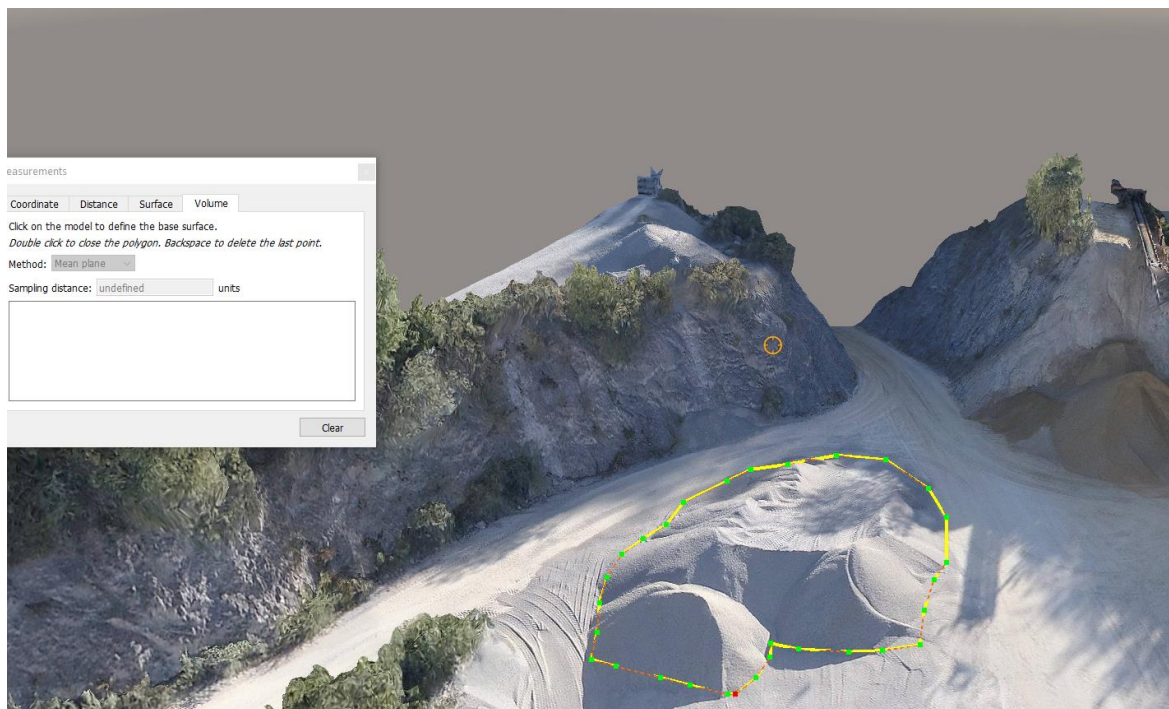 easurements
Coordinate Distance Surface Volume
Click on the model to define the base surface.
Double click to close the polygon. Backspace to delete the last point.
Method: Mean plane
Sampling distance: undefined units
Clear